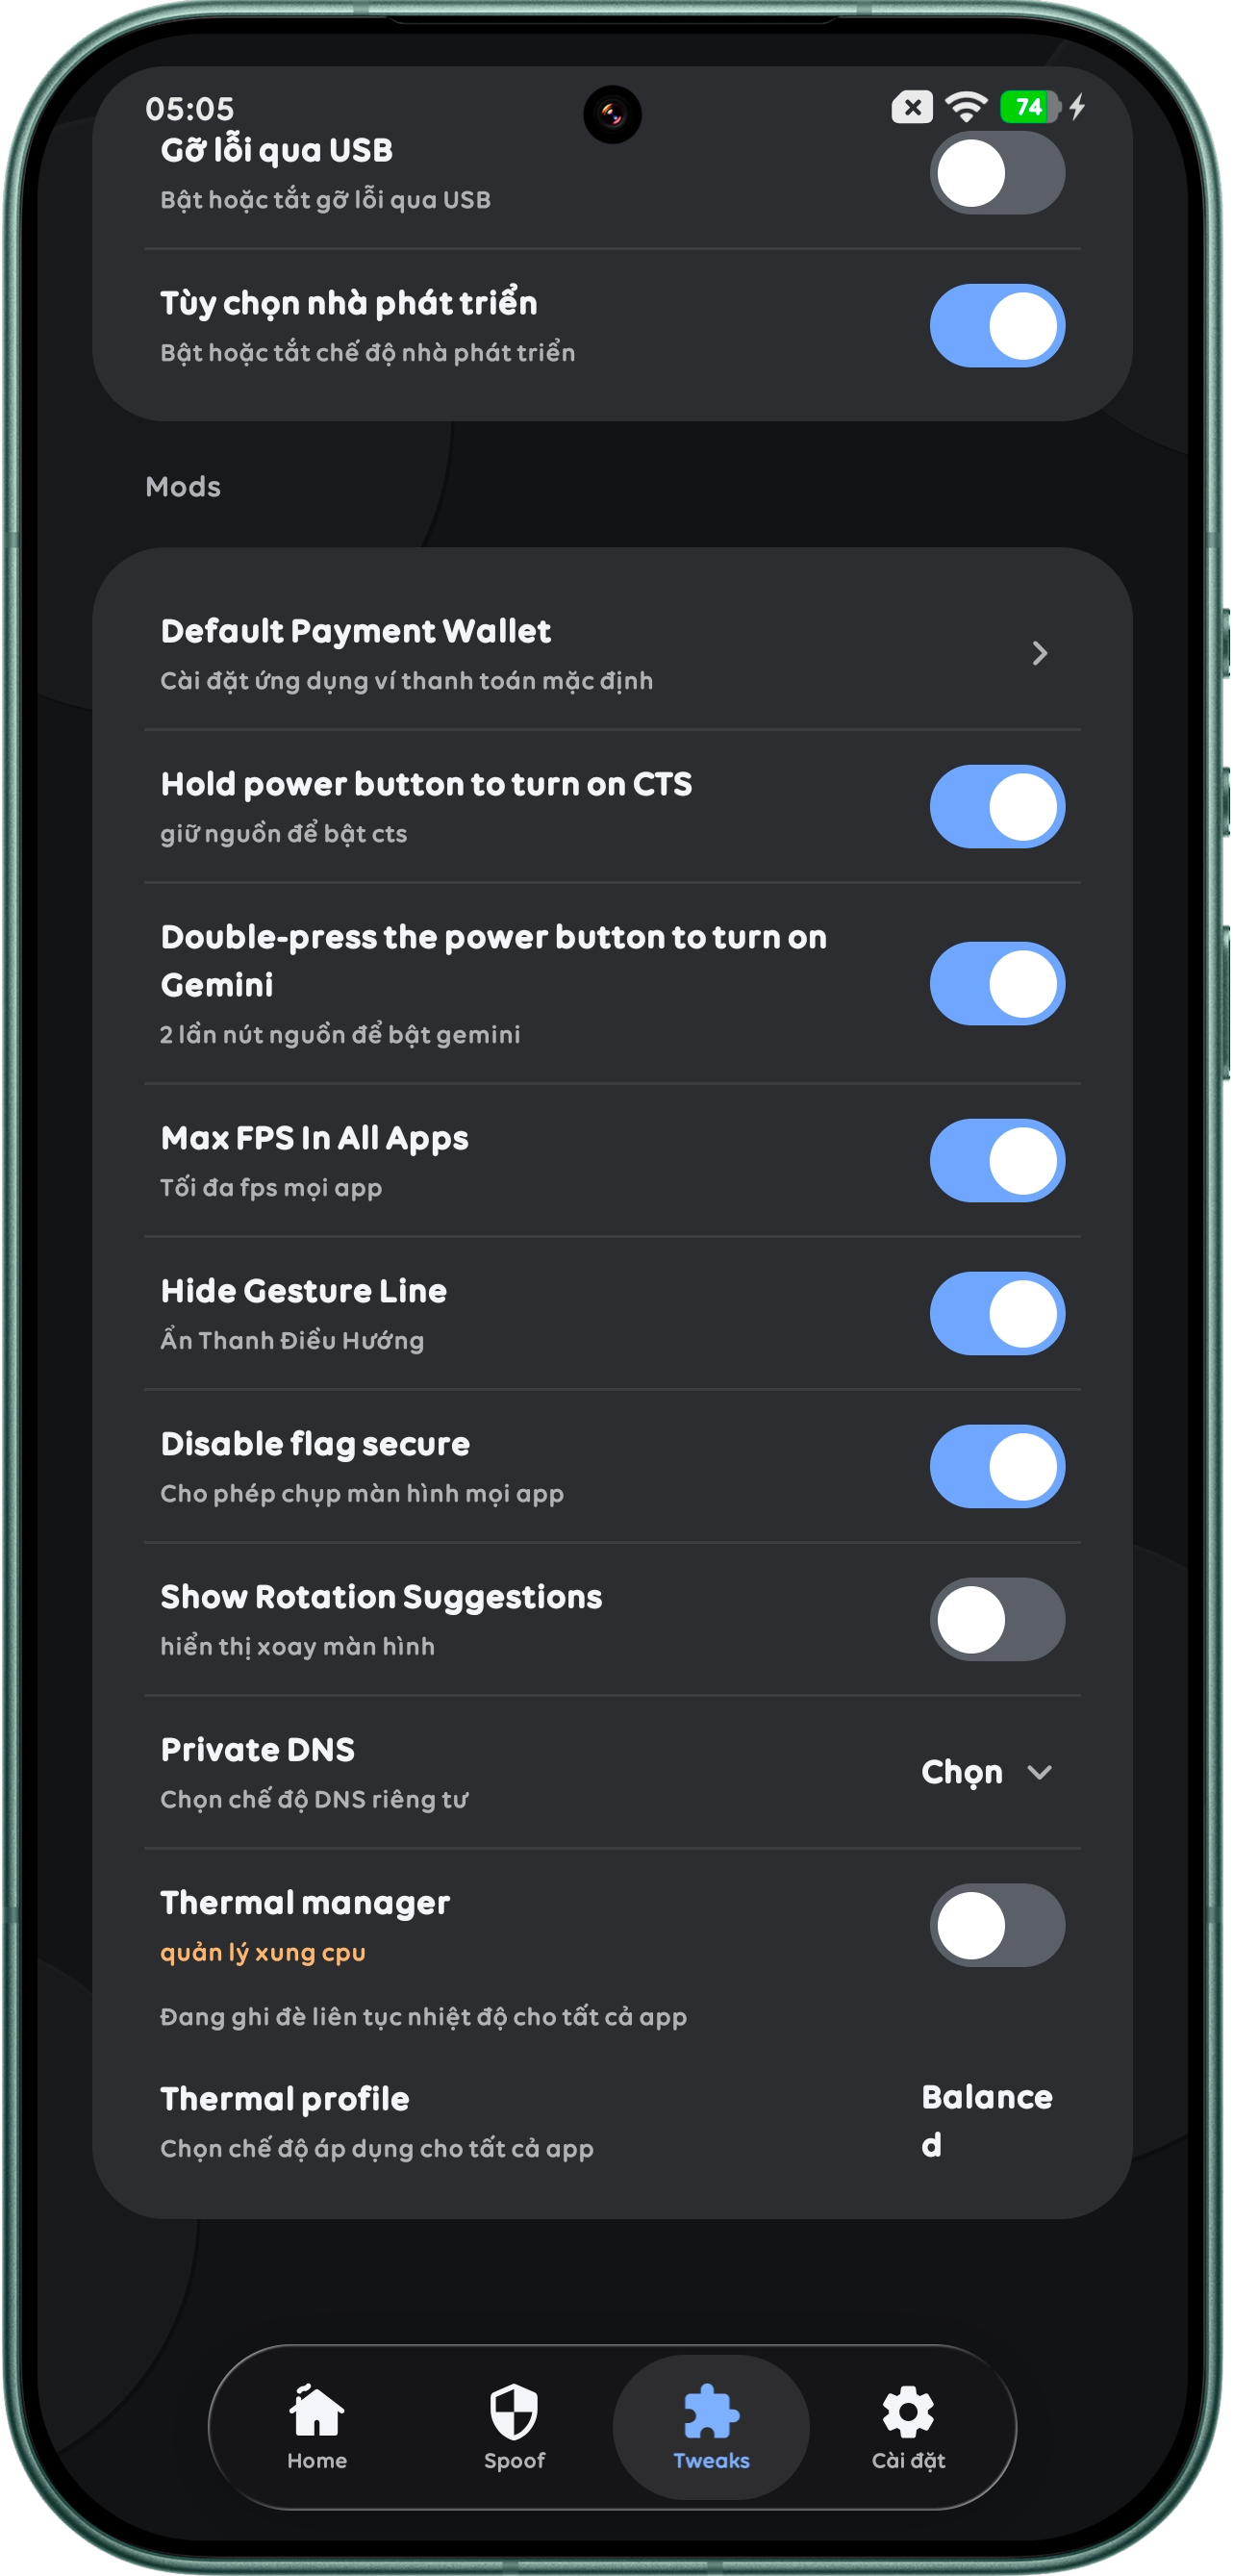 05:05
74
Gỡ lỗi qua USB
Bật hoặc tắt gỡ lỗi qua USB
Tùy chọn nhà phát triển
Bật hoặc tắt chế độ nhà phát triển
Mods
Default Payment Wallet
Cài đặt ứng dụng ví thanh toán mặc định
Hold power button to turn on CTS
giữ nguồn để bật cts
Double-press the power button to turn on
Gemini
2 lần nút nguồn để bật gemini
Max FPS In All Apps
Tối đa fps mọi app
Hide Gesture Line
Ẩn Thanh Điều Hướng
Disable flag secure
Cho phép chụp màn hình mọi app
Show Rotation Suggestions
hiển thị xoay màn hình
Private DNS
Chọn chế độ DNS riêng tư
Chọn
Thermal manager
quản lý xung cpu
Đang ghi đè liên tục nhiệt độ cho tất cả app
Thermal profile
Chọn chế độ áp dụng cho tất cả app
Balance
d
Home
Spoof
Tweaks
Cài đặt